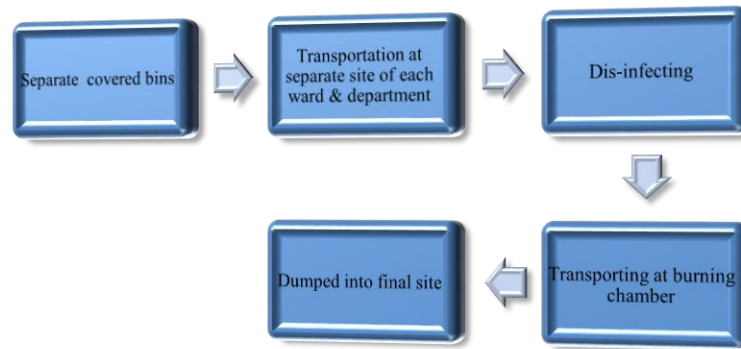 Separate covered bins
Transportation at
separate site of each
ward & department
Dis-infecting
Transporting at burning
chamber
Dumped into final site